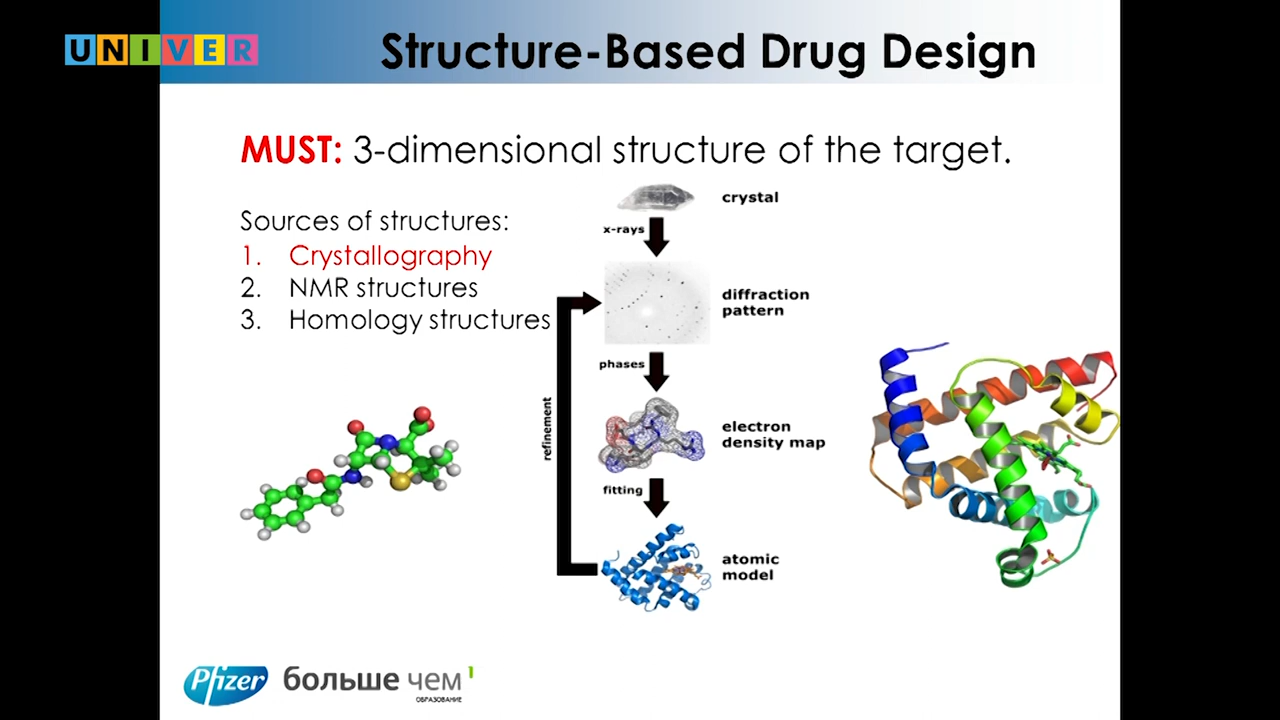 UNIVER
Structure-Based Drug Design
MUST: 3-dimensional structure of the target.
Sources of structures:
1. Crystallography
2. NMR structures
3. Homology structures
crystal
x-rays
diffraction
pattern
phases
refinement
electron
density map
fitting
atomic
model
Pfizer
больше чем
ОБРАЗОВАНИЕ